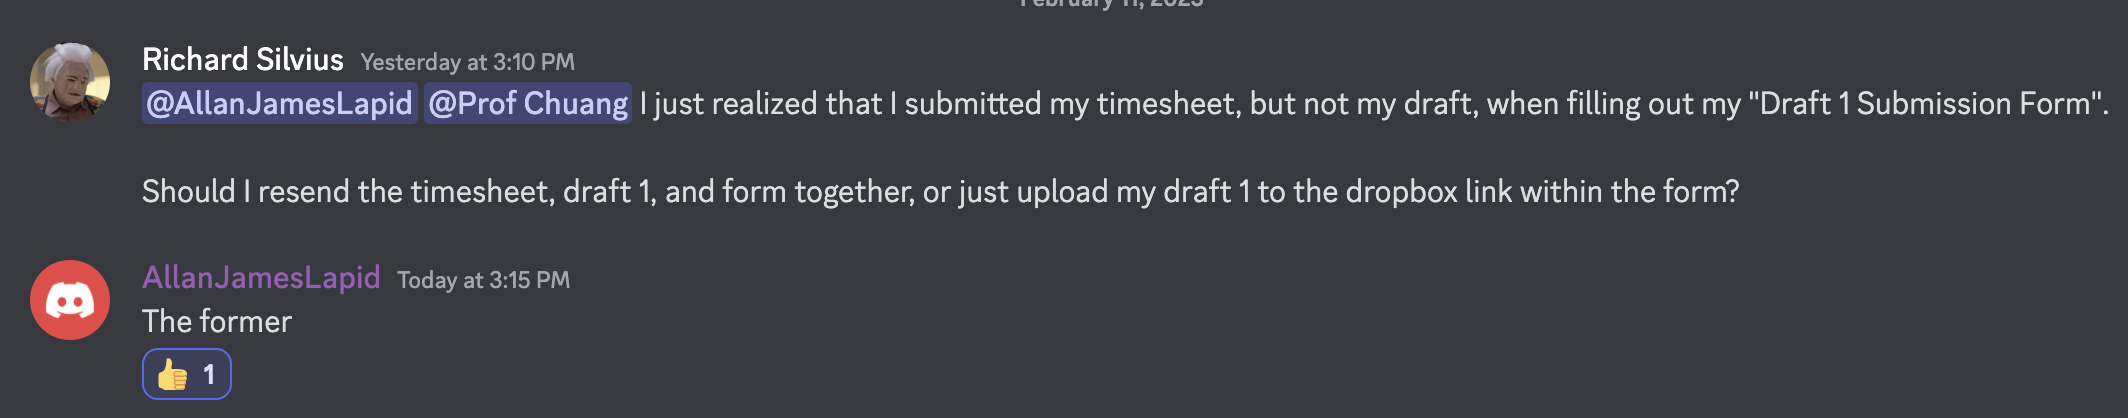 February 11, 2023
Richard Silvius Yesterday at 3:10 PM
@AllanJamesLapid @Prof Chuang I just realized that I submitted my timesheet, but not my draft, when filling out my "Draft 1 Submission Form".
Should I resend the timesheet, draft 1, and form together, or just upload my draft 1 to the dropbox link within the form?
AllanJamesLapid Today at 3:15 PM
The former
👍 1